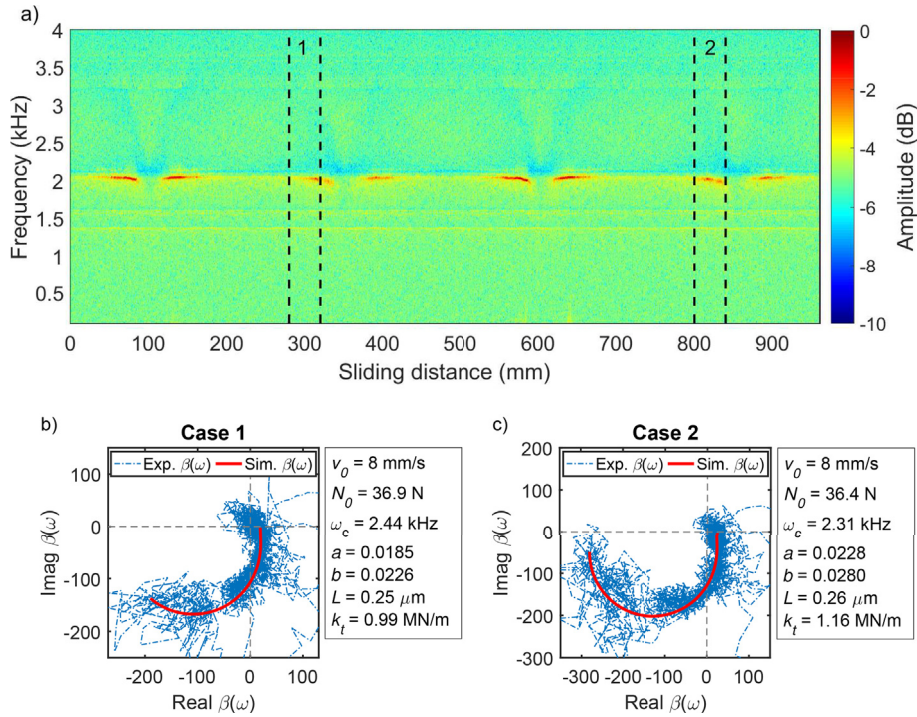 a)
4
3.5
3
2.5
2
1.5
1
0.5
Frequency (kHz)
1
2
0
100
200
300
400
500
600
700
800
900
Sliding distance (mm)
0
-2
-4
-6
-8
-10
Amplitude (dB)
b)
Case 1
Exp. β(ω) Sim. β(ω)
100
0
-100
-200
Imag β(ω)
-200
-100
0
100
Real β(ω)
v₀ = 8 mm/s
N₀ = 36.9 N
ω_c = 2.44 kHz
a = 0.0185
b = 0.0226
L = 0.25 μm
k_t = 0.99 MN/m
c)
Case 2
Exp. β(ω) Sim. β(ω)
200
100
0
-100
-200
-300
Imag β(ω)
-300
-200
-100
0
100
Real β(ω)
v₀ = 8 mm/s
N₀ = 36.4 N
ω_c = 2.31 kHz
a = 0.0228
b = 0.0280
L = 0.26 μm
k_t = 1.16 MN/m